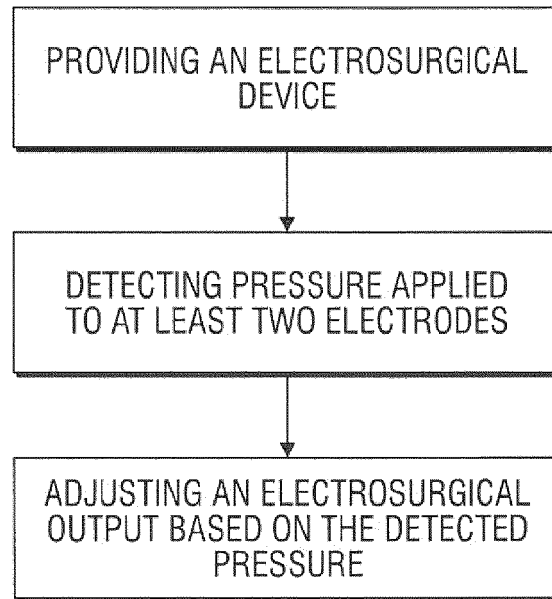 PROVIDING AN ELECTROSURGICAL
DEVICE
DETECTING PRESSURE APPLIED
TO AT LEAST TWO ELECTRODES
ADJUSTING AN ELECTROSURGICAL
OUTPUT BASED ON THE DETECTED
PRESSURE